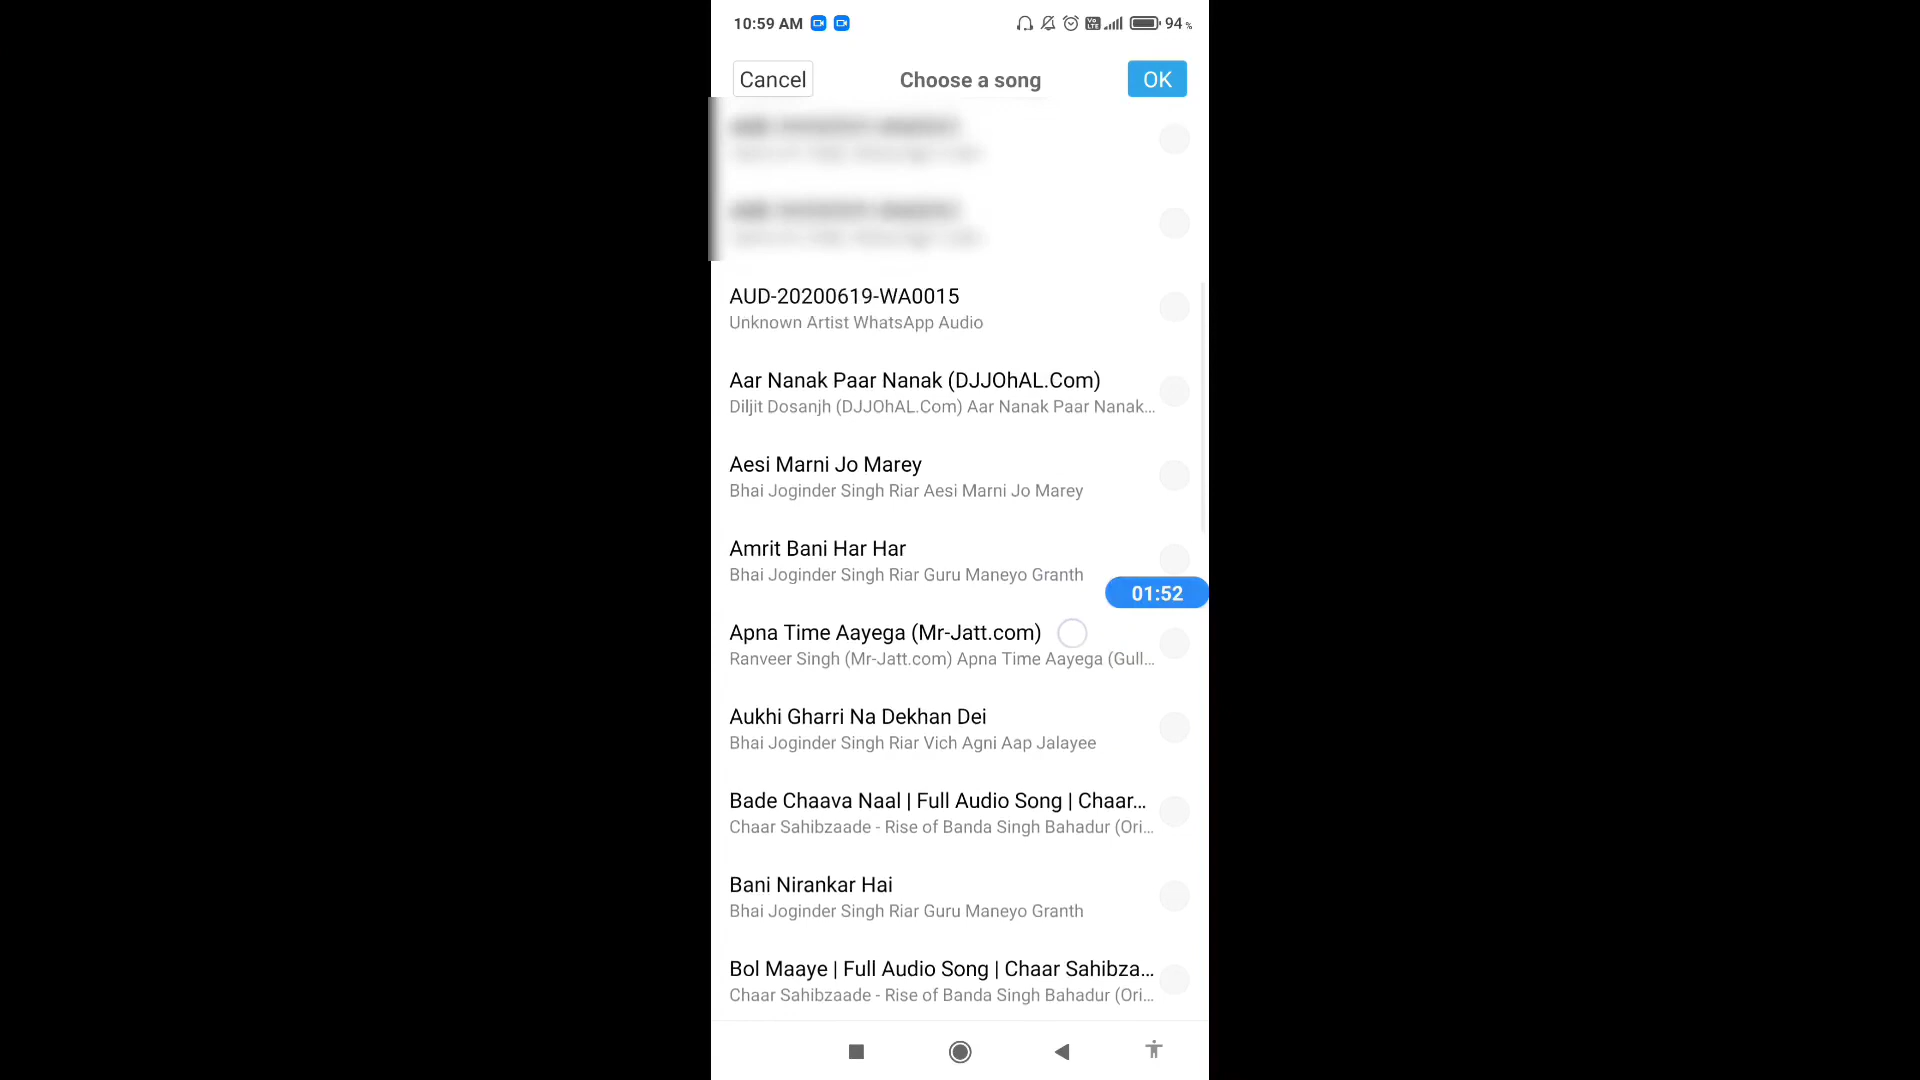 10:59 AM
94 %
Cancel
Choose a song
OK
AUD-20200619-WA0015
Unknown Artist WhatsApp Audio
Aar Nanak Paar Nanak (DJJOhAL.Com)
Diljit Dosanjh (DJJOhAL.Com) Aar Nanak Paar Nanak...
Aesi Marni Jo Marey
Bhai Joginder Singh Riar Aesi Marni Jo Marey
Amrit Bani Har Har
Bhai Joginder Singh Riar Guru Maneyo Granth
01:52
Apna Time Aayega (Mr-Jatt.com)
Ranveer Singh (Mr-Jatt.com) Apna Time Aayega (Gull...
Aukhi Gharri Na Dekhan Dei
Bhai Joginder Singh Riar Vich Agni Aap Jalayee
Bade Chaava Naal | Full Audio Song | Chaar...
Chaar Sahibzaade - Rise of Banda Singh Bahadur (Ori...
Bani Nirankar Hai
Bhai Joginder Singh Riar Guru Maneyo Granth
Bol Maaye | Full Audio Song | Chaar Sahibza...
Chaar Sahibzaade - Rise of Banda Singh Bahadur (Ori...